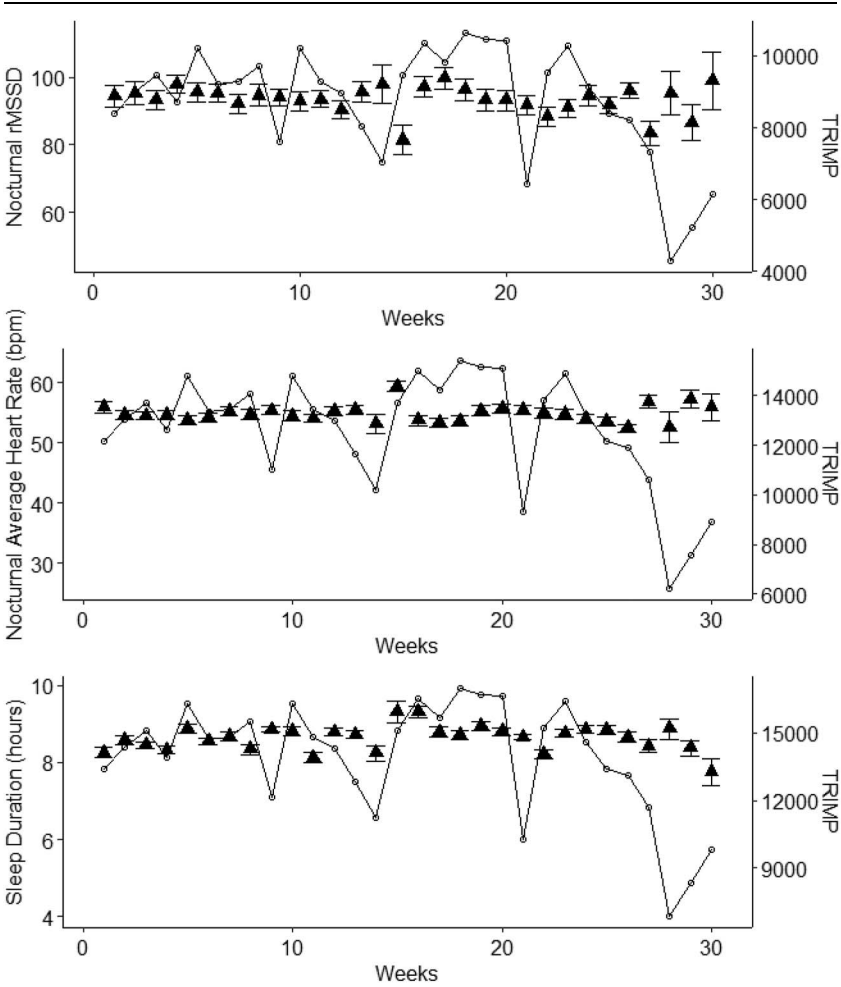 Nocturnal rMSSD
100
80
60
10000
8000
6000
4000
TRIMP
0 10 20 30
Weeks
Nocturnal Average Heart Rate (bpm)
60
50
40
30
14000
12000
10000
8000
6000
TRIMP
0 10 20 30
Weeks
Sleep Duration (hours)
10
8
6
4
15000
12000
9000
TRIMP
0 10 20 30
Weeks